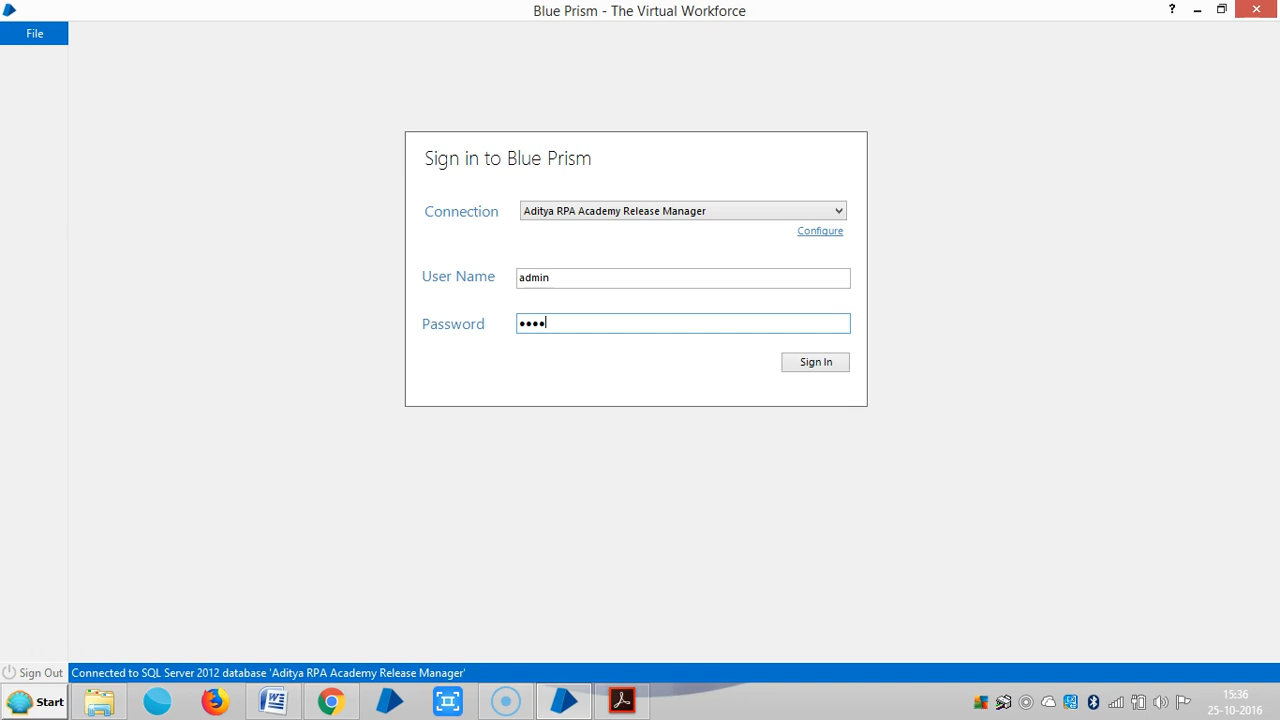 Blue Prism - The Virtual Workforce
?
File
Sign in to Blue Prism
Connection
Aditya RPA Academy Release Manager
Configure
User Name
admin
Password
••••
Sign In
Sign Out
Connected to SQL Server 2012 database 'Aditya RPA Academy Release Manager'
Start
15:36
25-10-2016